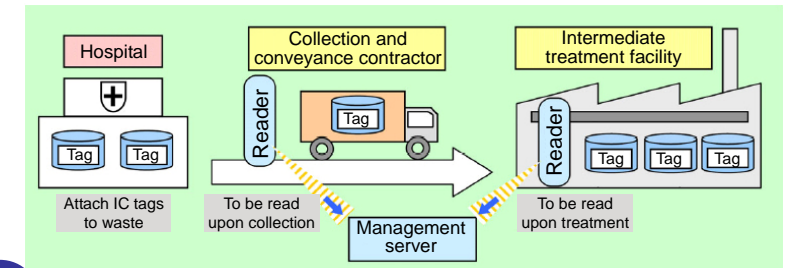 Hospital
Collection and
conveyance contractor
Intermediate
treatment facility
Reader
Tag
Reader
Tag
Tag
Tag
Tag
Tag
Attach IC tags
to waste
To be read
upon collection
Management
server
To be read
upon treatment